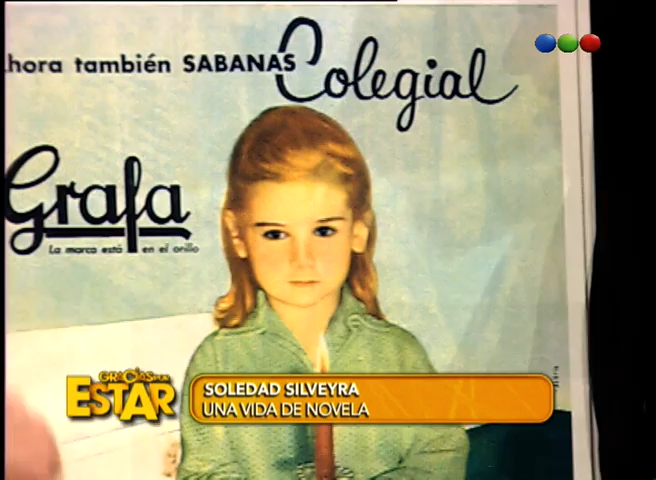 hora también SABANAS Colegial
Grafa
La marca está en el orillo
GRACIAS POR
ESTAR
SOLEDAD SILVEYRA
UNA VIDA DE NOVELA